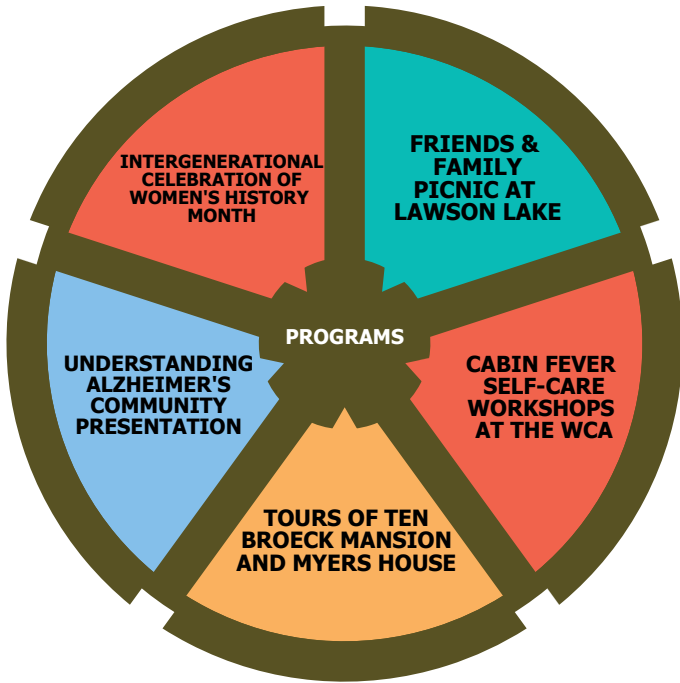 INTERGENERATIONAL
CELEBRATION OF
WOMEN'S HISTORY
MONTH
FRIENDS &
FAMILY
PICNIC AT
LAWSON LAKE
PROGRAMS
UNDERSTANDING
ALZHEIMER'S
COMMUNITY
PRESENTATION
CABIN FEVER
SELF-CARE
WORKSHOPS
AT THE WCA
TOURS OF TEN
BROECK MANSION
AND MYERS HOUSE